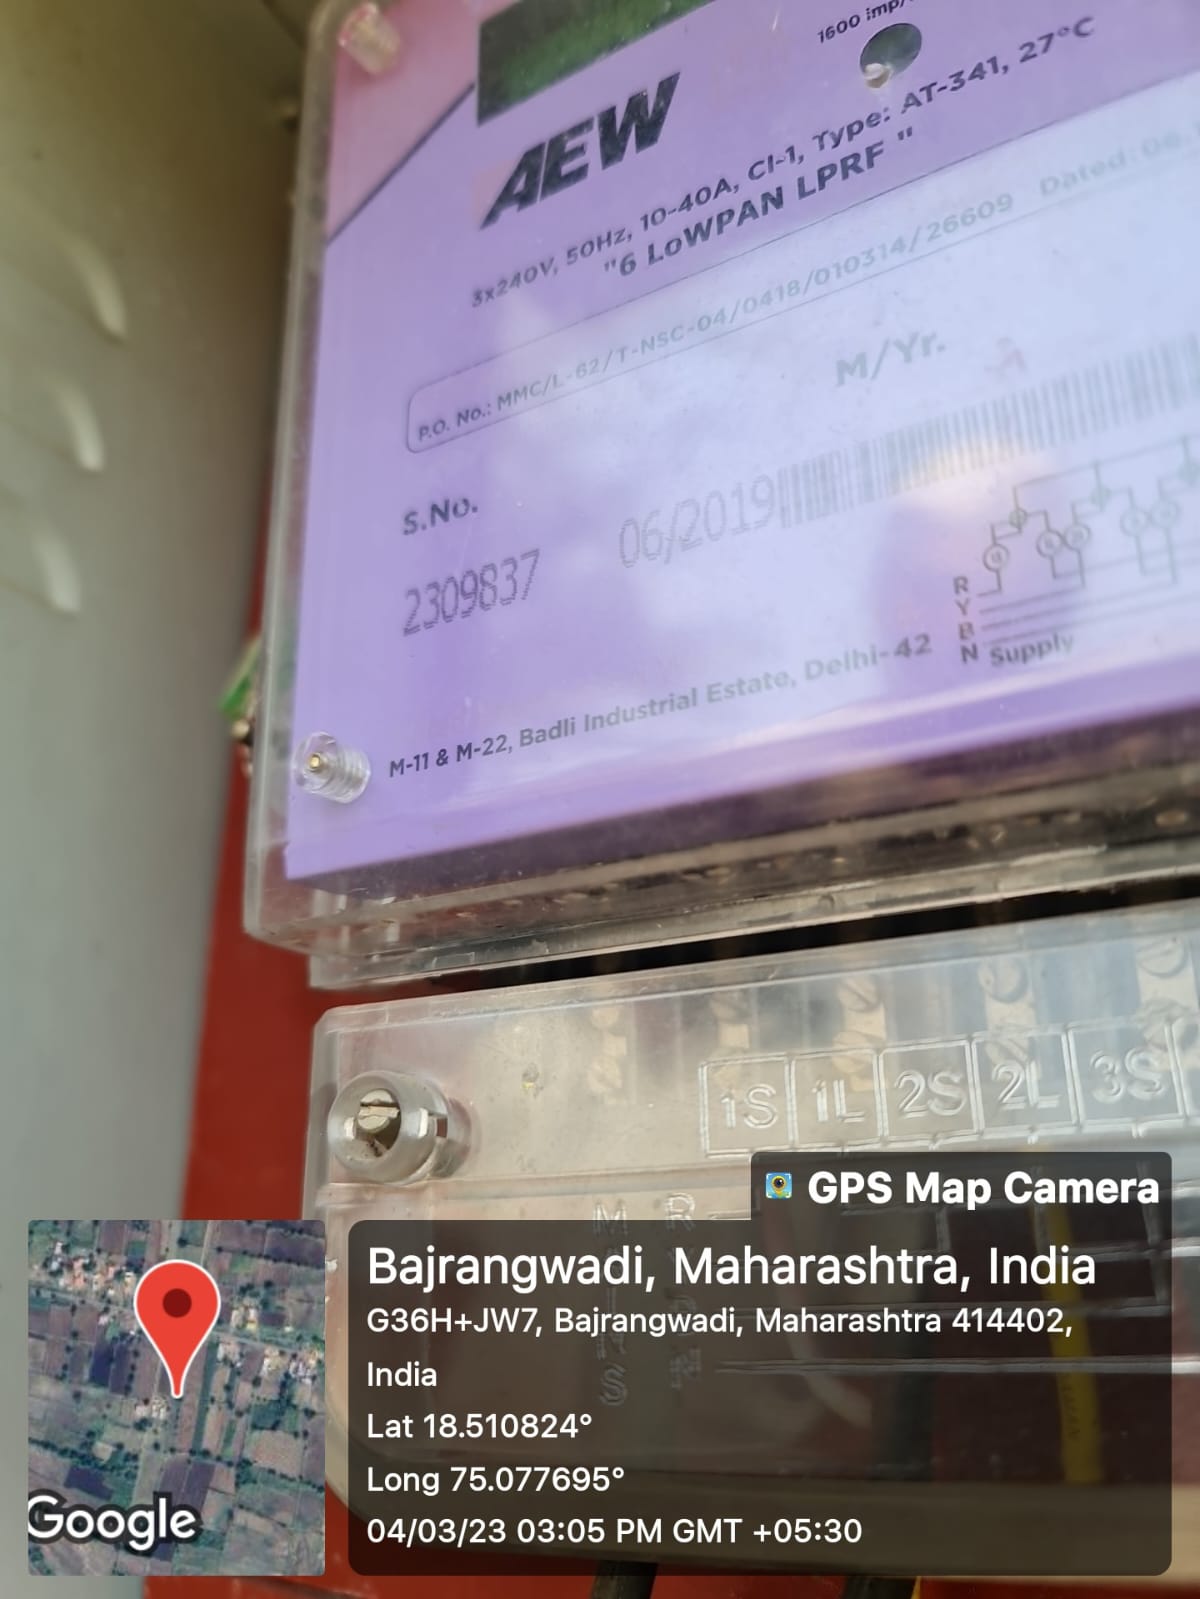 1600 imp/
AEW
3x240V, 50Hz, 10-40A, Cl-1, Type: AT-341, 27°C
"6 LoWPAN LPRF "
P.O. No.: MMC/L-62/T-NSC-04/0418/010314/26609 Dated: 06.
M/Yr.
S.No.
06/2019
2309837
R
Y
B
N Supply
M-11 & M-22, Badli Industrial Estate, Delhi-42
1S 1L 2S 2L 3S
GPS Map Camera
Bajrangwadi, Maharashtra, India
G36H+JW7, Bajrangwadi, Maharashtra 414402,
India
Lat 18.510824°
Long 75.077695°
04/03/23 03:05 PM GMT +05:30
Google